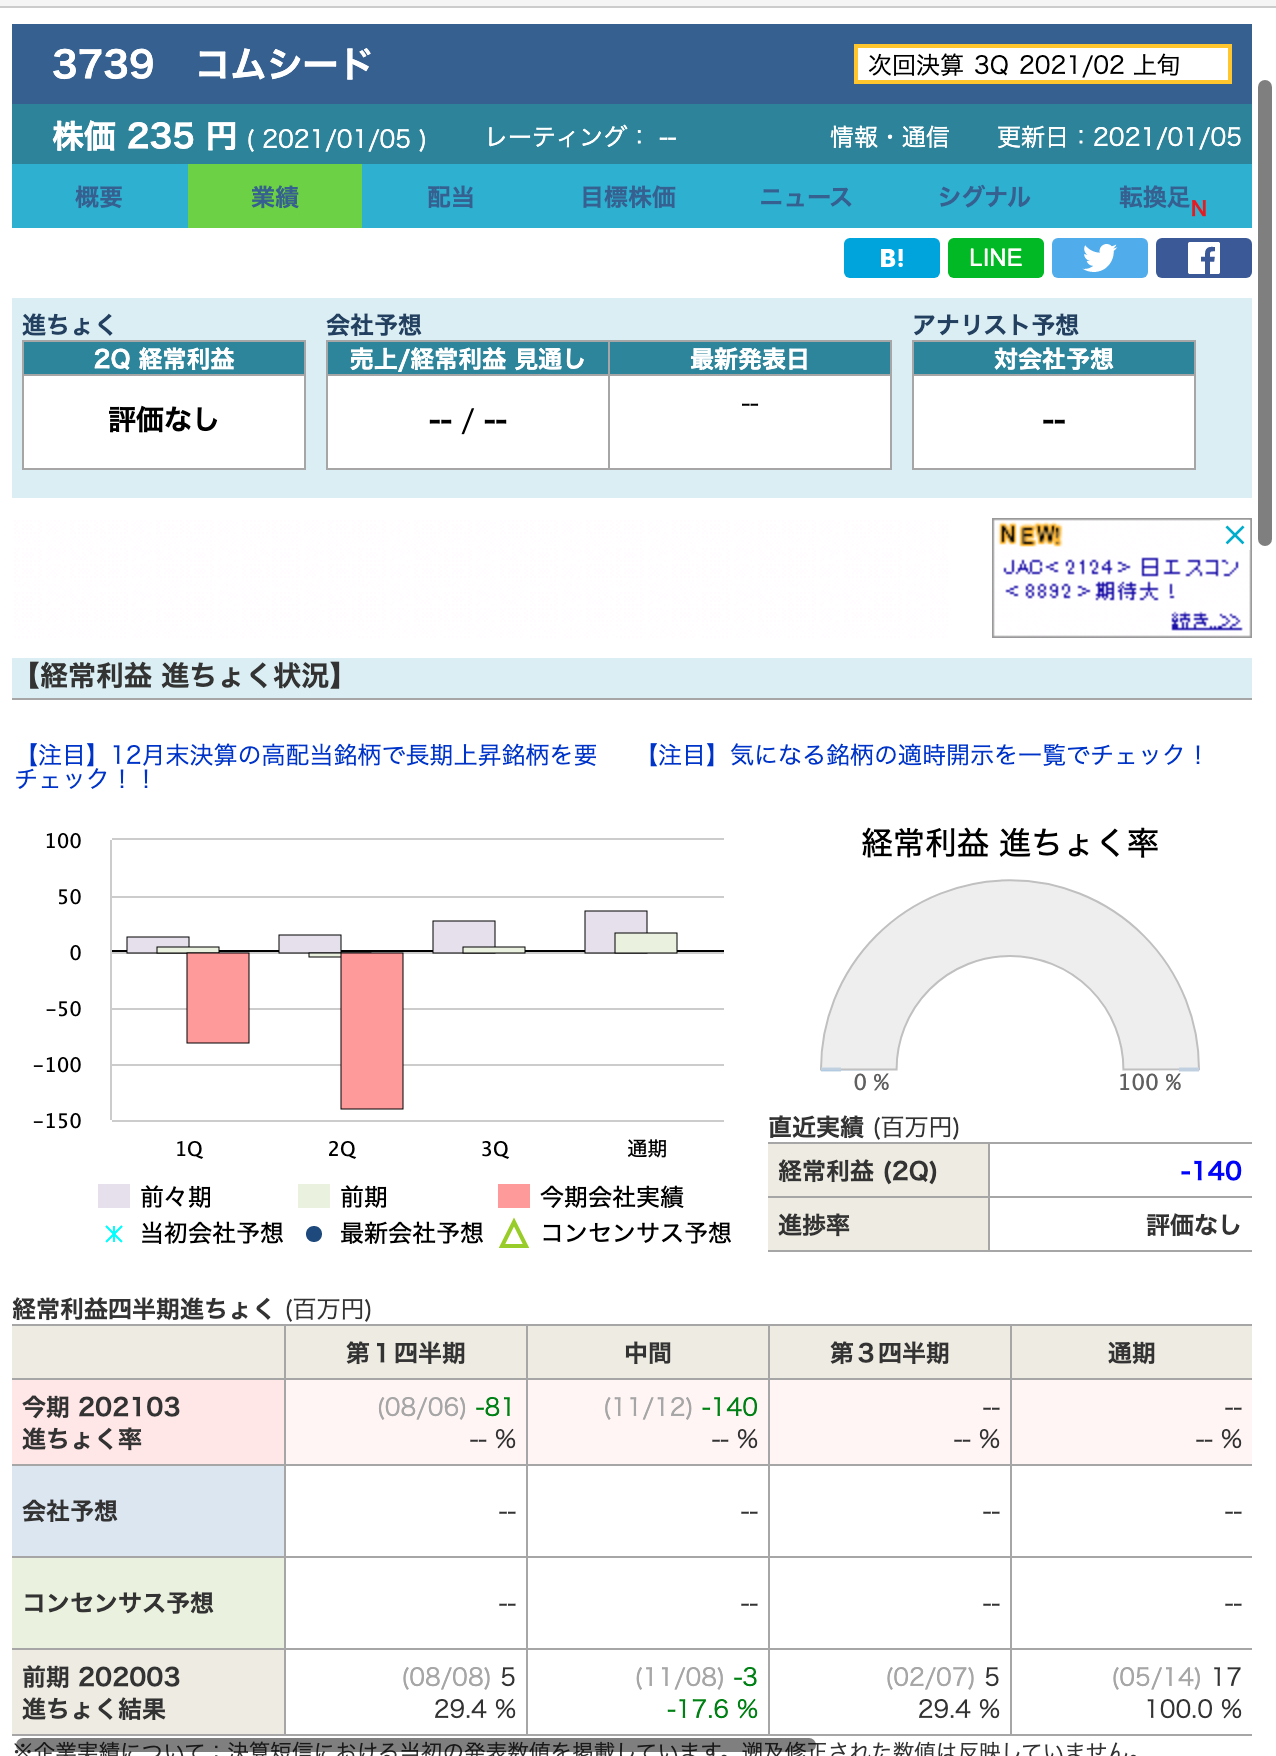 3739 コムシード
次回決算 3Q 2021/02 上旬
株価 235 円 ( 2021/01/05 ) レーティング： -- 情報・通信 更新日：2021/01/05
概要 業績 配当 目標株価 ニュース シグナル 転換足N
B! LINE
進ちょく 会社予想 アナリスト予想
2Q 経常利益 売上/経常利益 見通し 最新発表日 対会社予想
評価なし -- / -- -- --
NEW!
JAC<2124> 日エスコン
<8892>期待大！
続き..>>
【経常利益 進ちょく状況】
【注目】12月末決算の高配当銘柄で長期上昇銘柄を要
チェック！！
【注目】気になる銘柄の適時開示を一覧でチェック！
100
50
0
-50
-100
-150
1Q 2Q 3Q 通期
前々期 前期 今期会社実績
当初会社予想 最新会社予想 コンセンサス予想
経常利益 進ちょく率
0 % 100 %
直近実績 (百万円)
経常利益 (2Q) -140
進捗率 評価なし
経常利益四半期進ちょく (百万円)
第１四半期 中間 第３四半期 通期
今期 202103 (08/06) -81 (11/12) -140 -- --
進ちょく率 -- % -- % -- % -- %
会社予想 -- -- -- --
コンセンサス予想 -- -- -- --
前期 202003 (08/08) 5 (11/08) -3 (02/07) 5 (05/14) 17
進ちょく結果 29.4 % -17.6 % 29.4 % 100.0 %
※企業実績について：決算短信における当初の発表数値を掲載しています。遡及修正された数値は反映していません。